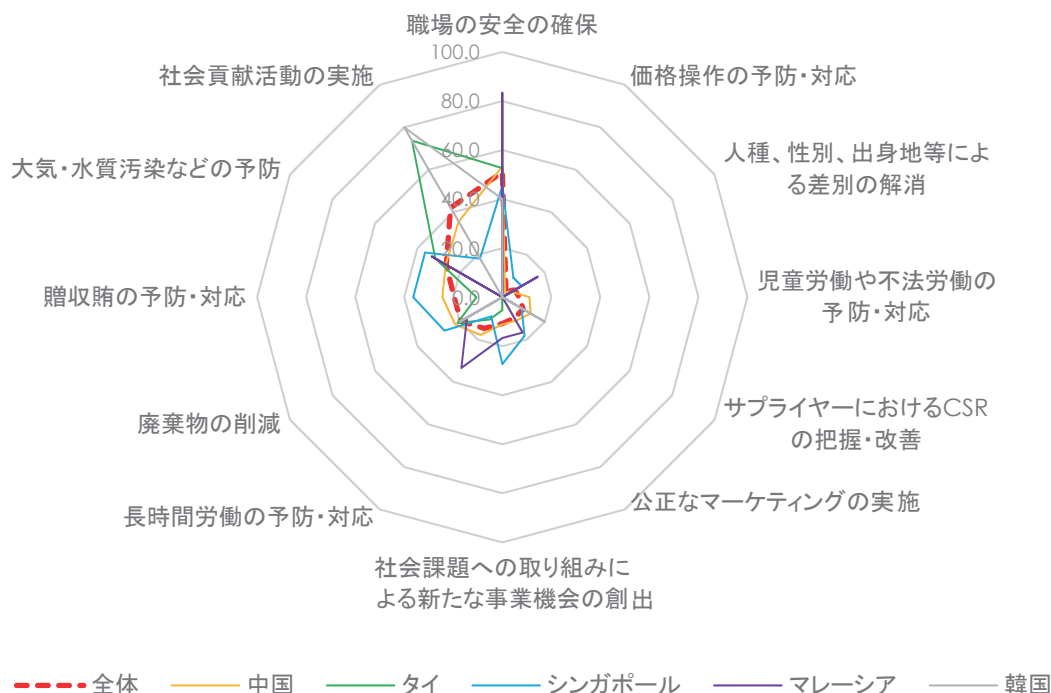 職場の安全の確保
100.0
社会貢献活動の実施
価格操作の予防・対応
80.0
大気・水質汚染などの予防
60.0
人種、性別、出身地等によ
る差別の解消
40.0
20.0
贈収賄の予防・対応
0.0
児童労働や不法労働の
予防・対応
廃棄物の削減
サプライヤーにおけるCSR
の把握・改善
長時間労働の予防・対応
公正なマーケティングの実施
社会課題への取り組みに
よる新たな事業機会の創出
全体
中国
タイ
シンガポール
マレーシア
韓国